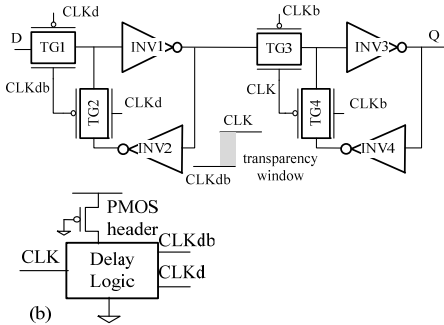 CLKd
CLKb
D
TG1
INV1
TG3
INV3
Q
CLKdb
TG2
CLKd
CLK
TG4
CLKb
CLK
INV2
INV4
CLKdb
transparency
window
PMOS
header
CLK
Delay
Logic
CLKdb
CLKd
(b)